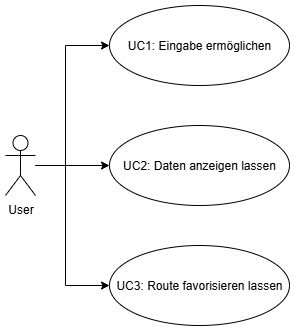 UC1: Eingabe ermöglichen
UC2: Daten anzeigen lassen
User
UC3: Route favorisieren lassen